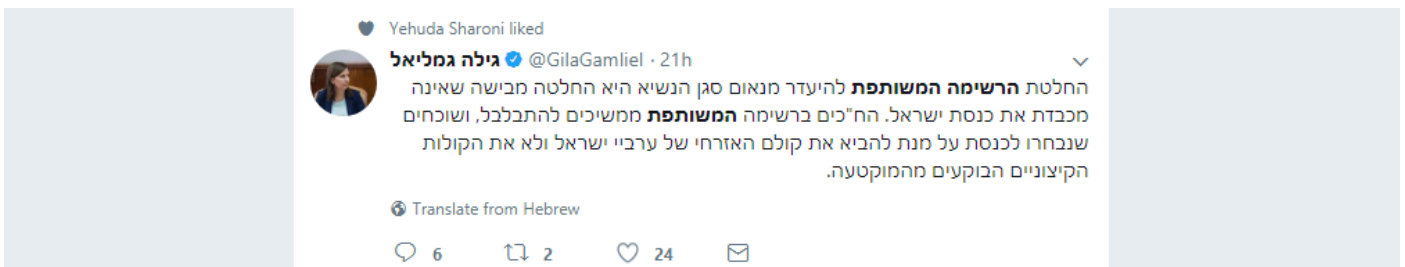 Yehuda Sharoni liked
גילה גמליאל @GilaGamliel · 21h
החלטת הרשימה המשותפת להיעדר מנאום סגן הנשיא היא החלטה מבישה שאינה
מכבדת את כנסת ישראל. הח"כים ברשימה המשותפת ממשיכים להתבלבל, ושוכחים
שנבחרו לכנסת על מנת להביא את קולם האזרחי של ערביי ישראל ולא את הקולות
הקיצוניים הבוקעים מהמוקטעה.
Translate from Hebrew
6 2 24